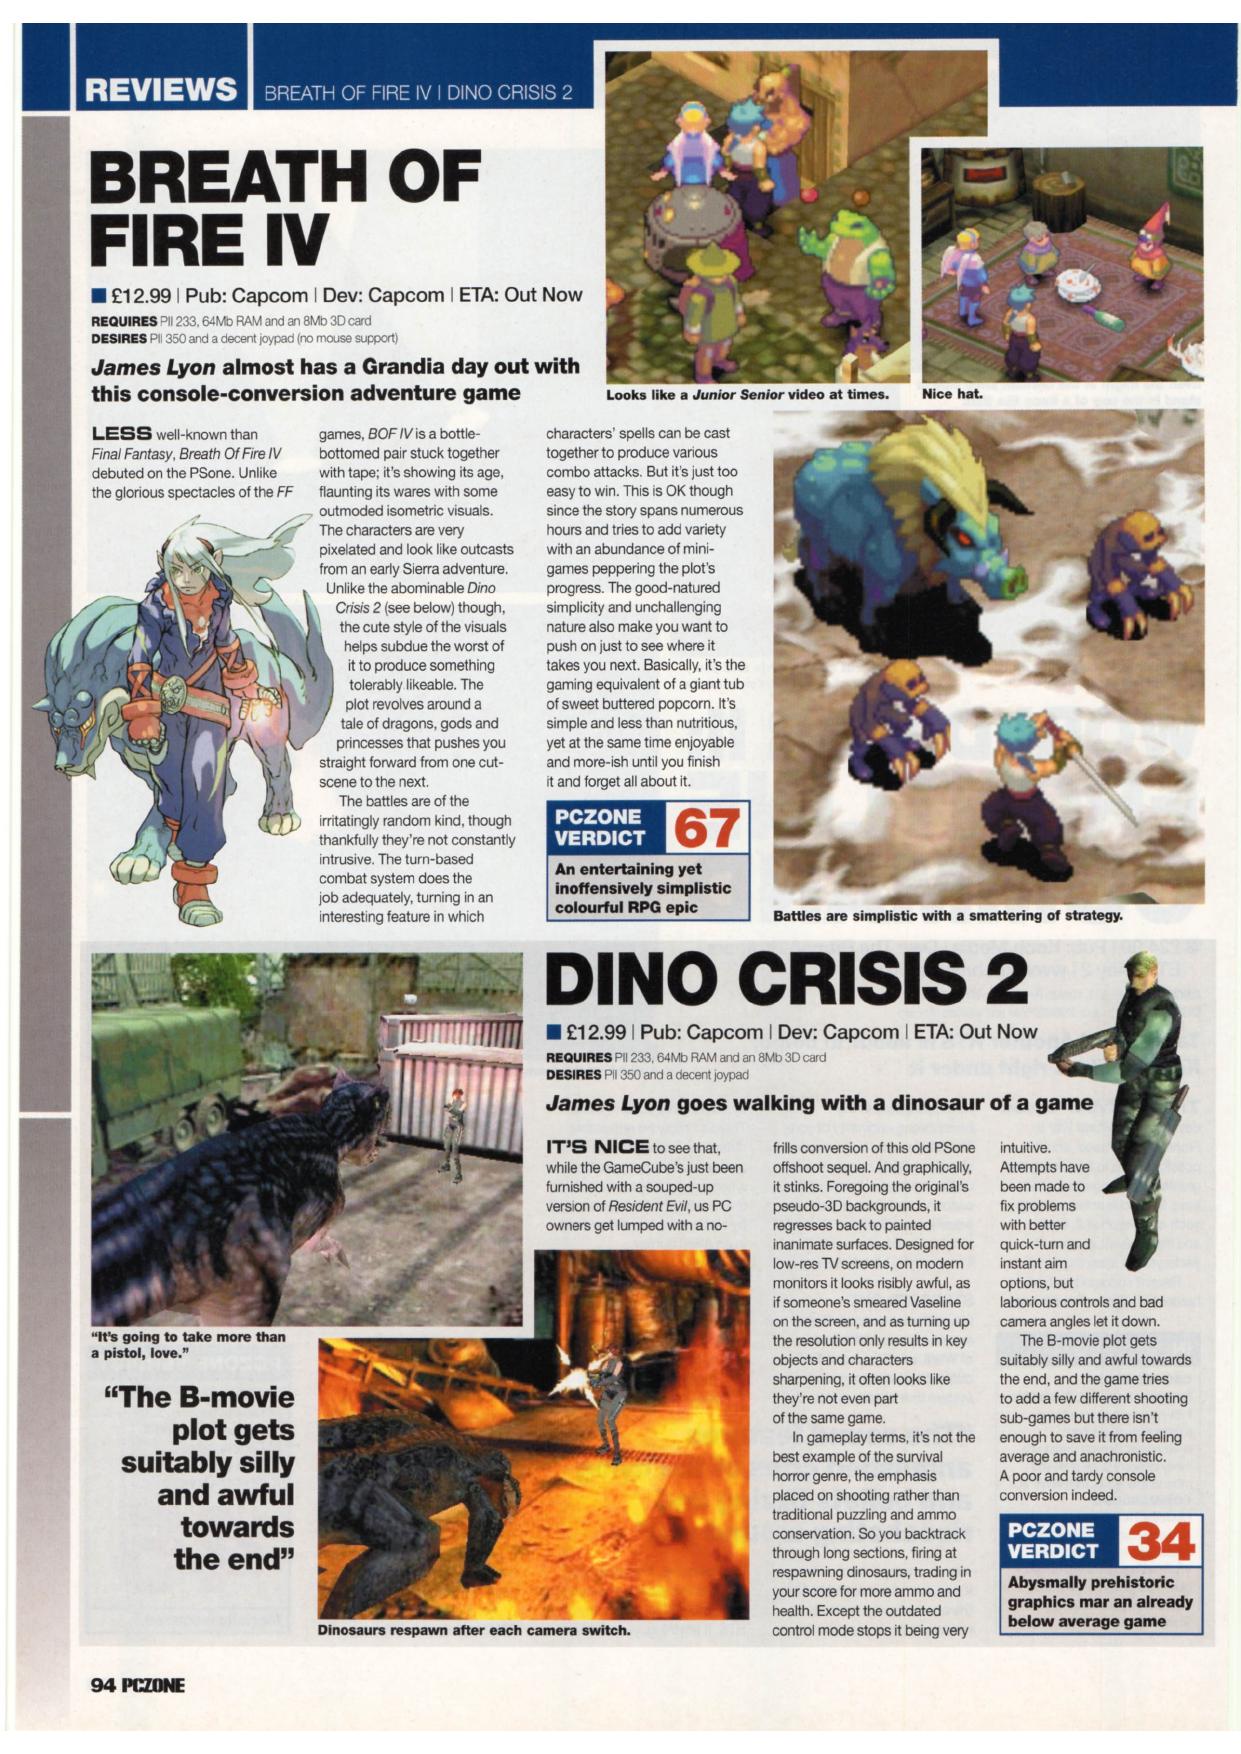 REVIEWS
BREATH OF FIRE IV | DINO CRISIS 2
BREATH OF
FIRE IV
£12.99 | Pub: Capcom | Dev: Capcom | ETA: Out Now
REQUIRES PII 233, 64Mb RAM and an 8Mb 3D card
DESIRES PII 350 and a decent joypad (no mouse support)
James Lyon almost has a Grandia day out with
this console-conversion adventure game
Looks like a Junior Senior video at times.
Nice hat.
LESS well-known than
Final Fantasy, Breath Of Fire IV
debuted on the PSone. Unlike
the glorious spectacles of the FF
games, BOF IV is a bottle-
bottomed pair stuck together
with tape; it's showing its age,
flaunting its wares with some
outmoded isometric visuals.
The characters are very
pixelated and look like outcasts
from an early Sierra adventure.
Unlike the abominable Dino
Crisis 2 (see below) though,
the cute style of the visuals
helps subdue the worst of
it to produce something
tolerably likeable. The
plot revolves around a
tale of dragons, gods and
princesses that pushes you
straight forward from one cut-
scene to the next.
The battles are of the
irritatingly random kind, though
thankfully they're not constantly
intrusive. The turn-based
combat system does the
job adequately, turning in an
interesting feature in which
characters' spells can be cast
together to produce various
combo attacks. But it's just too
easy to win. This is OK though
since the story spans numerous
hours and tries to add variety
with an abundance of mini-
games peppering the plot's
progress. The good-natured
simplicity and unchallenging
nature also make you want to
push on just to see where it
takes you next. Basically, it's the
gaming equivalent of a giant tub
of sweet buttered popcorn. It's
simple and less than nutritious,
yet at the same time enjoyable
and more-ish until you finish
it and forget all about it.
PCZONE
VERDICT
67
An entertaining yet
inoffensively simplistic
colourful RPG epic
Battles are simplistic with a smattering of strategy.
DINO CRISIS 2
£12.99 | Pub: Capcom | Dev: Capcom | ETA: Out Now
REQUIRES PII 233, 64Mb RAM and an 8Mb 3D card
DESIRES PII 350 and a decent joypad
James Lyon goes walking with a dinosaur of a game
"It's going to take more than
a pistol, love."
"The B-movie
plot gets
suitably silly
and awful
towards
the end"
Dinosaurs respawn after each camera switch.
IT'S NICE to see that,
while the GameCube's just been
furnished with a souped-up
version of Resident Evil, us PC
owners get lumped with a no-
frills conversion of this old PSone
offshoot sequel. And graphically,
it stinks. Foregoing the original's
pseudo-3D backgrounds, it
regresses back to painted
inanimate surfaces. Designed for
low-res TV screens, on modern
monitors it looks risibly awful, as
if someone's smeared Vaseline
on the screen, and as turning up
the resolution only results in key
objects and characters
sharpening, it often looks like
they're not even part
of the same game.
In gameplay terms, it's not the
best example of the survival
horror genre, the emphasis
placed on shooting rather than
traditional puzzling and ammo
conservation. So you backtrack
through long sections, firing at
respawning dinosaurs, trading in
your score for more ammo and
health. Except the outdated
control mode stops it being very
intuitive.
Attempts have
been made to
fix problems
with better
quick-turn and
instant aim
options, but
laborious controls and bad
camera angles let it down.
The B-movie plot gets
suitably silly and awful towards
the end, and the game tries
to add a few different shooting
sub-games but there isn't
enough to save it from feeling
average and anachronistic.
A poor and tardy console
conversion indeed.
PCZONE
VERDICT
34
Abysmally prehistoric
graphics mar an already
below average game
94 PCZONE